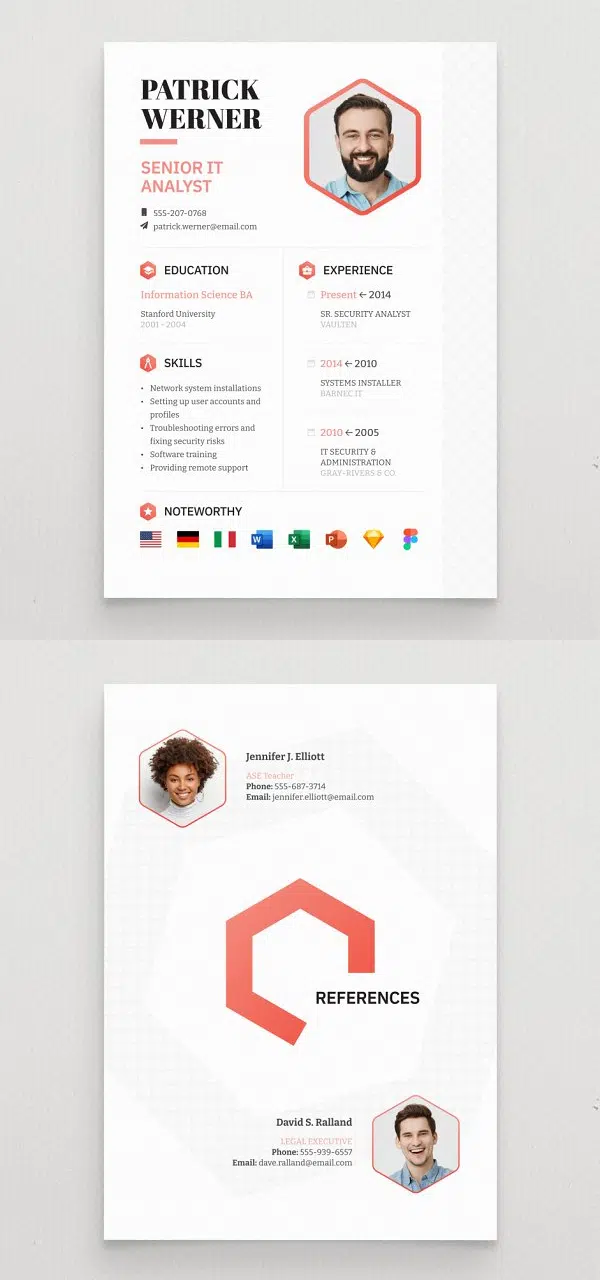 PATRICK
WERNER
SENIOR IT
ANALYST
555-207-0768
patrick.werner@email.com
EDUCATION
Information Science BA
Stanford University
2001 - 2004
SKILLS
• Network system installations
• Setting up user accounts and
profiles
• Troubleshooting errors and
fixing security risks
• Software training
• Providing remote support
EXPERIENCE
Present ← 2014
SR. SECURITY ANALYST
VAULTEN
2014 ← 2010
SYSTEMS INSTALLER
BARNEC IT
2010 ← 2005
IT SECURITY &
ADMINISTRATION
GRAY-RIVERS & CO.
NOTEWORTHY
W
X
P
Jennifer J. Elliott
ASE Teacher
Phone: 555-687-3714
Email: jennifer.elliott@email.com
REFERENCES
David S. Ralland
LEGAL EXECUTIVE
Phone: 555-939-6557
Email: dave.ralland@email.com